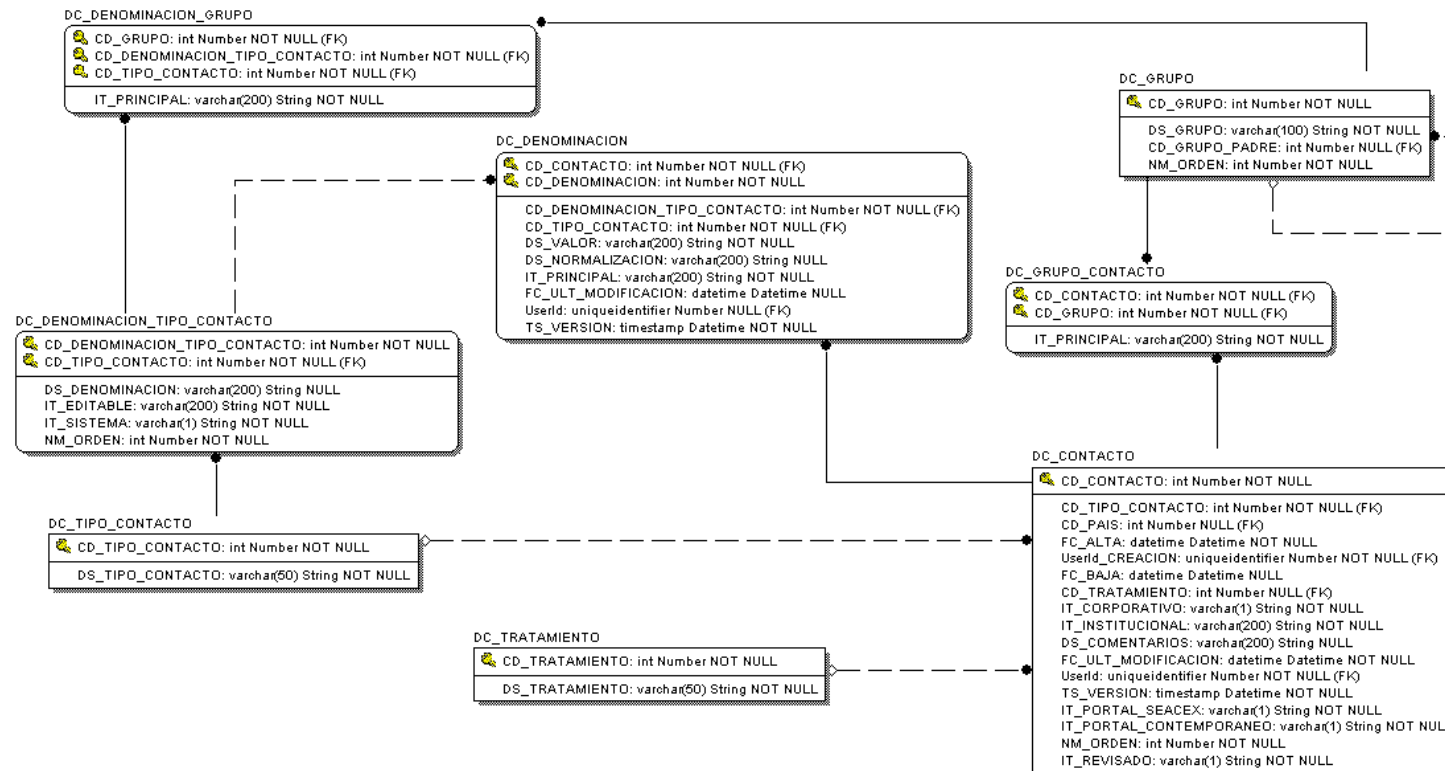 DC_DENOMINACION_GRUPO
CD_GRUPO: int Number NOT NULL (FK)
CD_DENOMINACION_TIPO_CONTACTO: int Number NOT NULL (FK)
CD_TIPO_CONTACTO: int Number NOT NULL (FK)
IT_PRINCIPAL: varchar(200) String NOT NULL
DC_GRUPO
CD_GRUPO: int Number NOT NULL
DS_GRUPO: varchar(100) String NOT NULL
CD_GRUPO_PADRE: int Number NULL (FK)
NM_ORDEN: int Number NOT NULL
DC_DENOMINACION
CD_CONTACTO: int Number NOT NULL (FK)
CD_DENOMINACION: int Number NOT NULL
CD_DENOMINACION_TIPO_CONTACTO: int Number NOT NULL (FK)
CD_TIPO_CONTACTO: int Number NOT NULL (FK)
DS_VALOR: varchar(200) String NOT NULL
DS_NORMALIZACION: varchar(200) String NULL
IT_PRINCIPAL: varchar(200) String NOT NULL
FC_ULT_MODIFICACION: datetime Datetime NULL
UserId: uniqueidentifier Number NULL (FK)
TS_VERSION: timestamp Datetime NOT NULL
DC_GRUPO_CONTACTO
CD_CONTACTO: int Number NOT NULL (FK)
CD_GRUPO: int Number NOT NULL (FK)
IT_PRINCIPAL: varchar(200) String NOT NULL
DC_DENOMINACION_TIPO_CONTACTO
CD_DENOMINACION_TIPO_CONTACTO: int Number NOT NULL
CD_TIPO_CONTACTO: int Number NOT NULL (FK)
DS_DENOMINACION: varchar(200) String NULL
IT_EDITABLE: varchar(200) String NOT NULL
IT_SISTEMA: varchar(1) String NOT NULL
NM_ORDEN: int Number NOT NULL
DC_CONTACTO
CD_CONTACTO: int Number NOT NULL
CD_TIPO_CONTACTO: int Number NOT NULL (FK)
CD_PAIS: int Number NULL (FK)
FC_ALTA: datetime Datetime NOT NULL
UserId_CREACION: uniqueidentifier Number NOT NULL (FK)
FC_BAJA: datetime Datetime NULL
CD_TRATAMIENTO: int Number NULL (FK)
IT_CORPORATIVO: varchar(1) String NOT NULL
IT_INSTITUCIONAL: varchar(200) String NOT NULL
DS_COMENTARIOS: varchar(200) String NULL
FC_ULT_MODIFICACION: datetime Datetime NOT NULL
UserId: uniqueidentifier Number NOT NULL (FK)
TS_VERSION: timestamp Datetime NOT NULL
IT_PORTAL_SEACEX: varchar(1) String NOT NULL
IT_PORTAL_CONTEMPORANEO: varchar(1) String NOT NUL
NM_ORDEN: int Number NOT NULL
IT_REVISADO: varchar(1) String NOT NULL
DC_TIPO_CONTACTO
CD_TIPO_CONTACTO: int Number NOT NULL
DS_TIPO_CONTACTO: varchar(50) String NOT NULL
DC_TRATAMIENTO
CD_TRATAMIENTO: int Number NOT NULL
DS_TRATAMIENTO: varchar(50) String NOT NULL